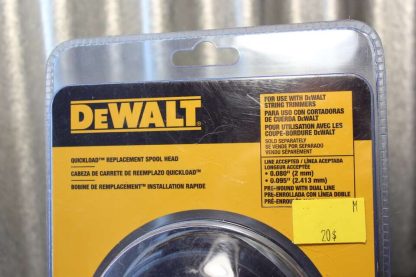 DEWALT
QUICKLOAD™ REPLACEMENT SPOOL HEAD
CABEZA DE CARRETE DE REEMPLAZO QUICKLOAD™
BOBINE DE REMPLACEMENT™ INSTALLATION RAPIDE
FOR USE WITH DEWALT
STRING TRIMMERS
PARA USO CON CORTADORAS
DE CUERDA DEWALT
POUR UTILISATION AVEC LES
COUPE-BORDURE DEWALT
SOLD SEPARATELY
SE VENDE POR SEPARADO
VENDU SÉPARÉMENT
LINE ACCEPTED / LÍNEA ACEPTADA
LONGUEUR ACCEPTÉE
• 0.080" (2 mm)
• 0.095" (2.413 mm)
PRE-WOUND WITH DUAL LINE
PRE-ENROLLADA CON LÍNEA DOBLE
M
20$